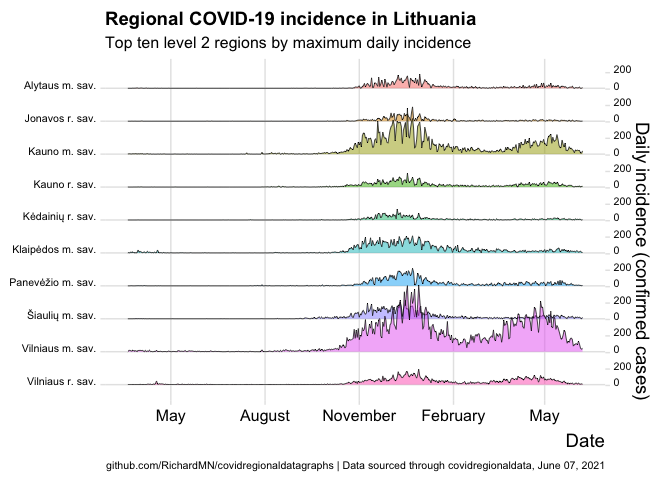 Regional COVID-19 incidence in Lithuania
Top ten level 2 regions by maximum daily incidence
Alytaus m. sav.
Jonavos r. sav.
Kauno m. sav.
Kauno r. sav.
Kėdainių r. sav.
Klaipėdos m. sav.
Panevėžio m. sav.
Šiaulių m. sav.
Vilniaus m. sav.
Vilniaus r. sav.
200
0
200
0
200
0
200
0
200
0
200
0
200
0
200
0
200
0
200
0
Daily incidence (confirmed cases)
May August November February May
Date
github.com/RichardMN/covidregionaldatagraphs | Data sourced through covidregionaldata, June 07, 2021